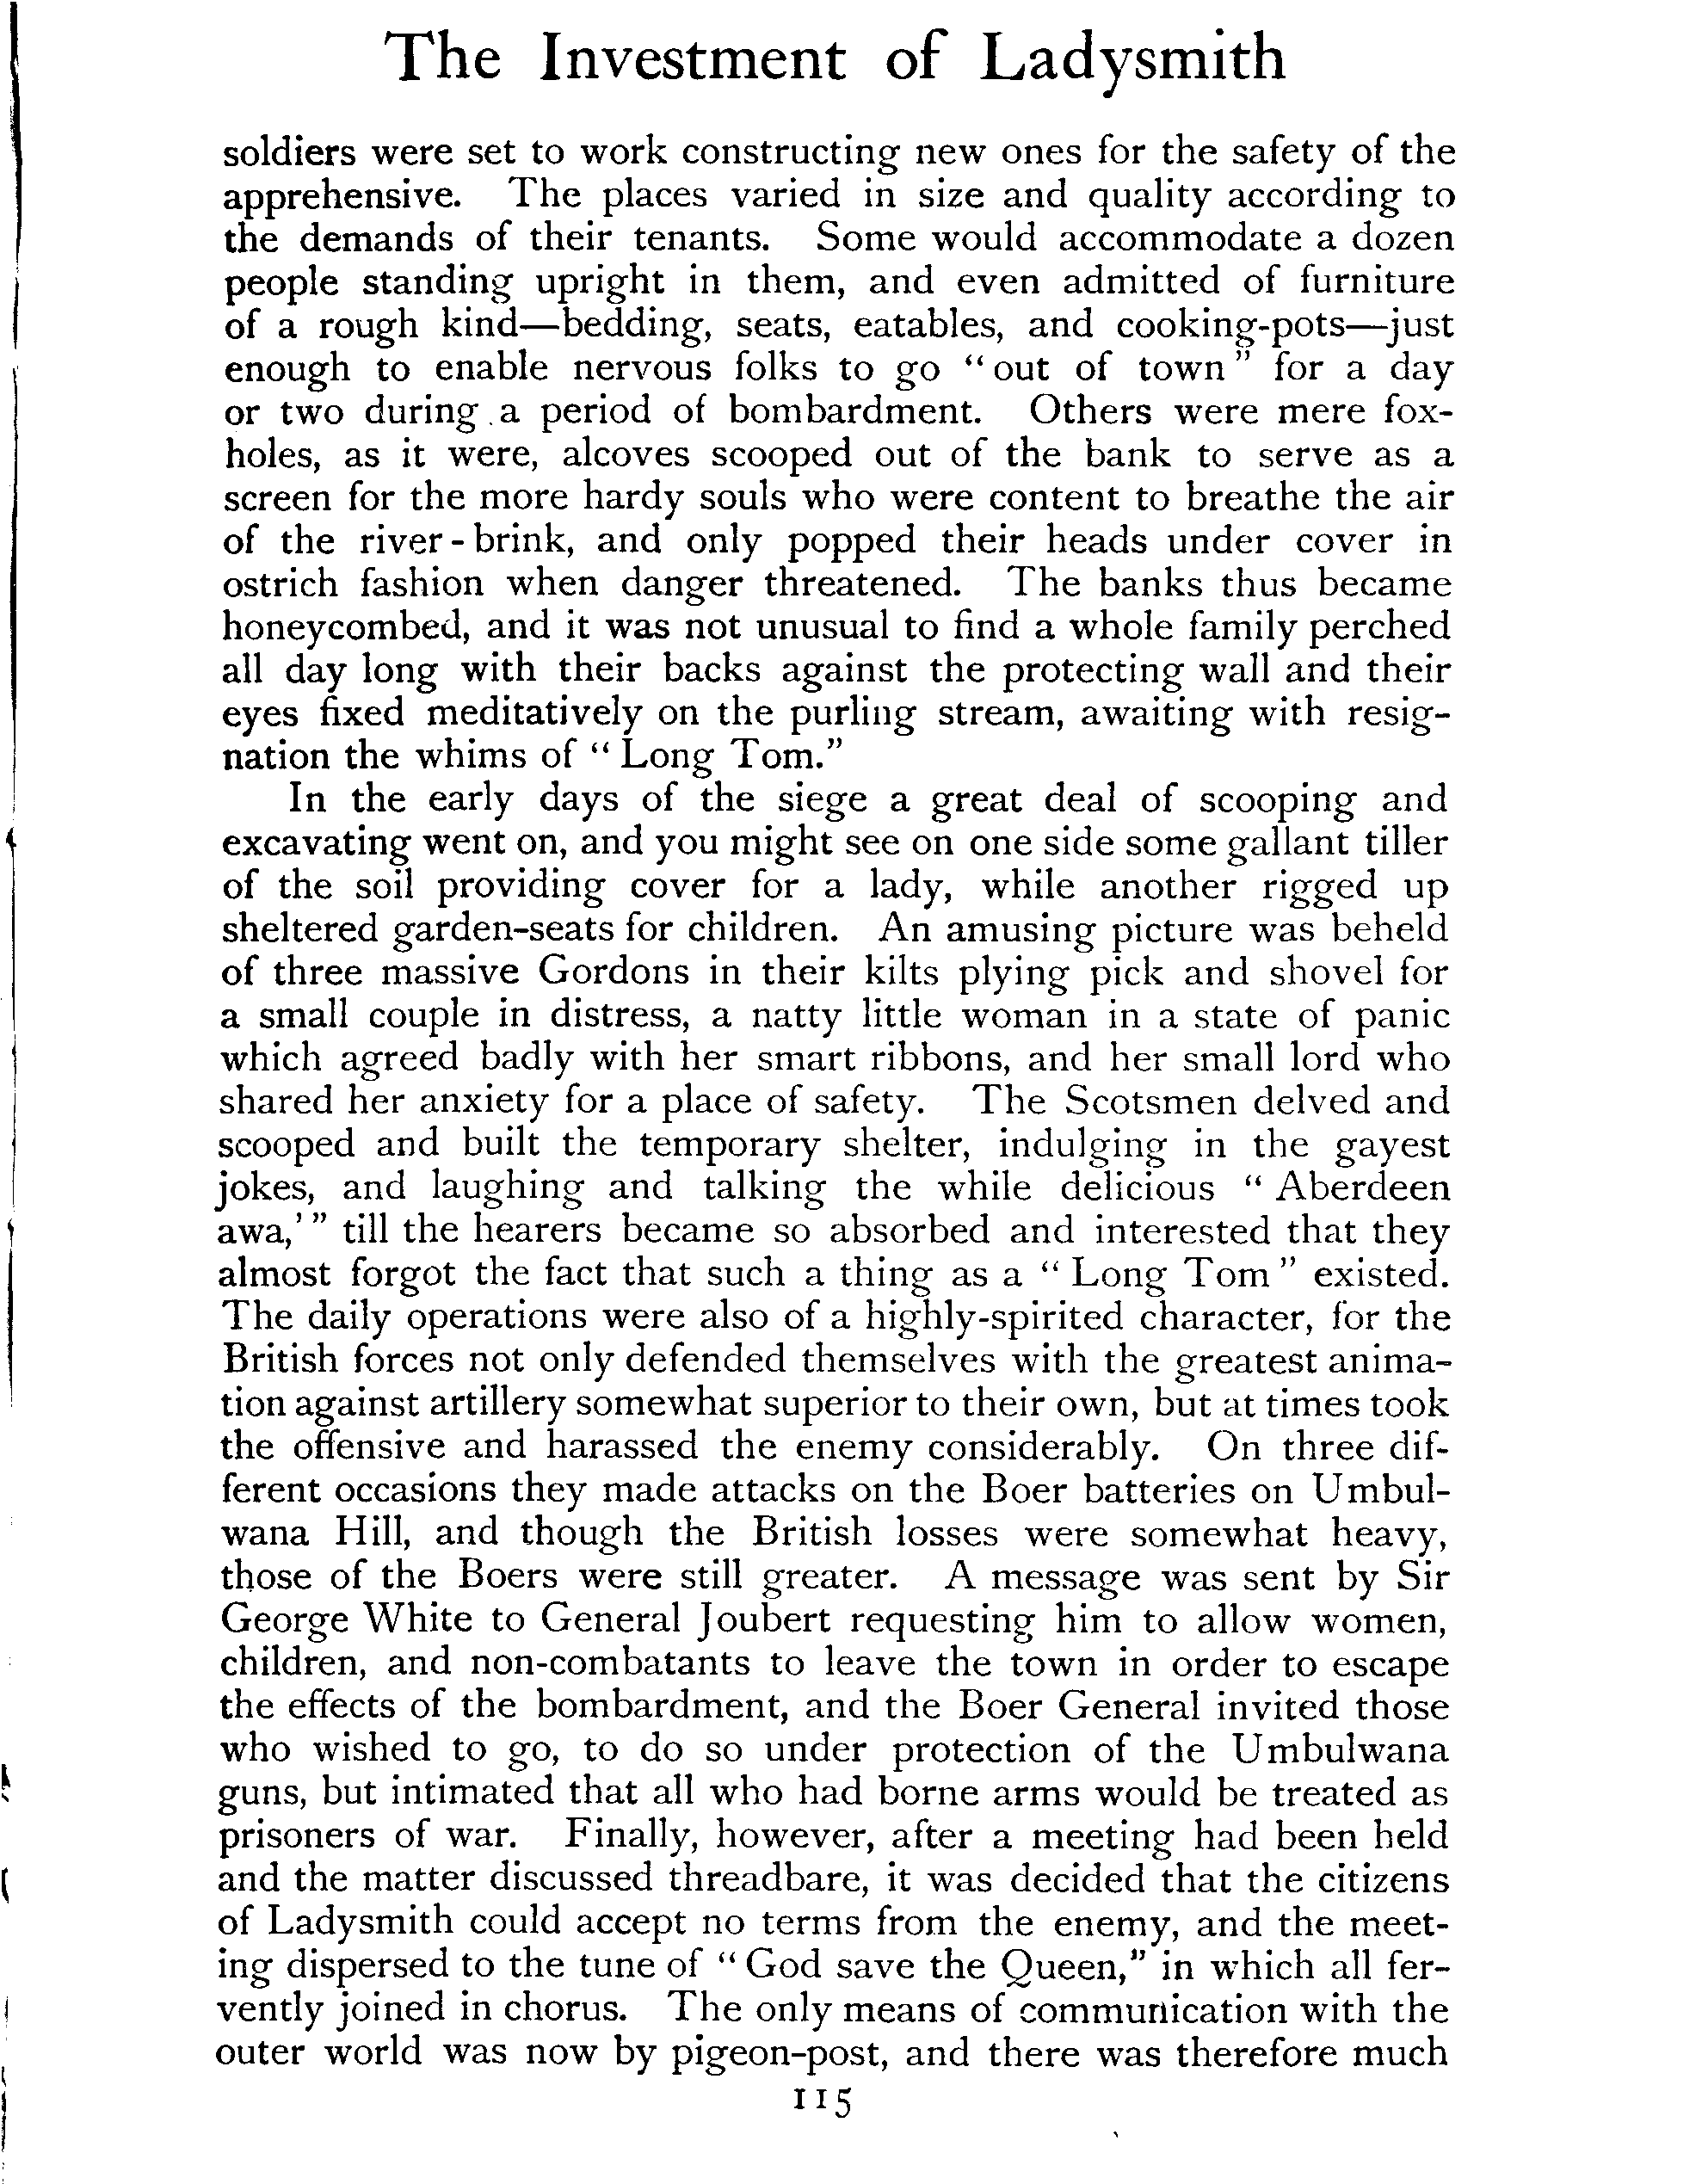 The Investment of Ladysmith
soldiers were set to work constructing new ones for the safety of the
apprehensive. The places varied in size and quality according to
the demands of their tenants. Some would accommodate a dozen
people standing upright in them, and even admitted of furniture
of a rough kind—bedding, seats, eatables, and cooking-pots—just
enough to enable nervous folks to go "out of town" for a day
or two during a period of bombardment. Others were mere fox-
holes, as it were, alcoves scooped out of the bank to serve as a
screen for the more hardy souls who were content to breathe the air
of the river-brink, and only popped their heads under cover in
ostrich fashion when danger threatened. The banks thus became
honeycombed, and it was not unusual to find a whole family perched
all day long with their backs against the protecting wall and their
eyes fixed meditatively on the purling stream, awaiting with resig-
nation the whims of "Long Tom."
In the early days of the siege a great deal of scooping and
excavating went on, and you might see on one side some gallant tiller
of the soil providing cover for a lady, while another rigged up
sheltered garden-seats for children. An amusing picture was beheld
of three massive Gordons in their kilts plying pick and shovel for
a small couple in distress, a natty little woman in a state of panic
which agreed badly with her smart ribbons, and her small lord who
shared her anxiety for a place of safety. The Scotsmen delved and
scooped and built the temporary shelter, indulging in the gayest
jokes, and laughing and talking the while delicious "Aberdeen
awa,'" till the hearers became so absorbed and interested that they
almost forgot the fact that such a thing as a "Long Tom" existed.
The daily operations were also of a highly-spirited character, for the
British forces not only defended themselves with the greatest anima-
tion against artillery somewhat superior to their own, but at times took
the offensive and harassed the enemy considerably. On three dif-
ferent occasions they made attacks on the Boer batteries on Umbul-
wana Hill, and though the British losses were somewhat heavy,
those of the Boers were still greater. A message was sent by Sir
George White to General Joubert requesting him to allow women,
children, and non-combatants to leave the town in order to escape
the effects of the bombardment, and the Boer General invited those
who wished to go, to do so under protection of the Umbulwana
guns, but intimated that all who had borne arms would be treated as
prisoners of war. Finally, however, after a meeting had been held
and the matter discussed threadbare, it was decided that the citizens
of Ladysmith could accept no terms from the enemy, and the meet-
ing dispersed to the tune of "God save the Queen," in which all fer-
vently joined in chorus. The only means of communication with the
outer world was now by pigeon-post, and there was therefore much
115